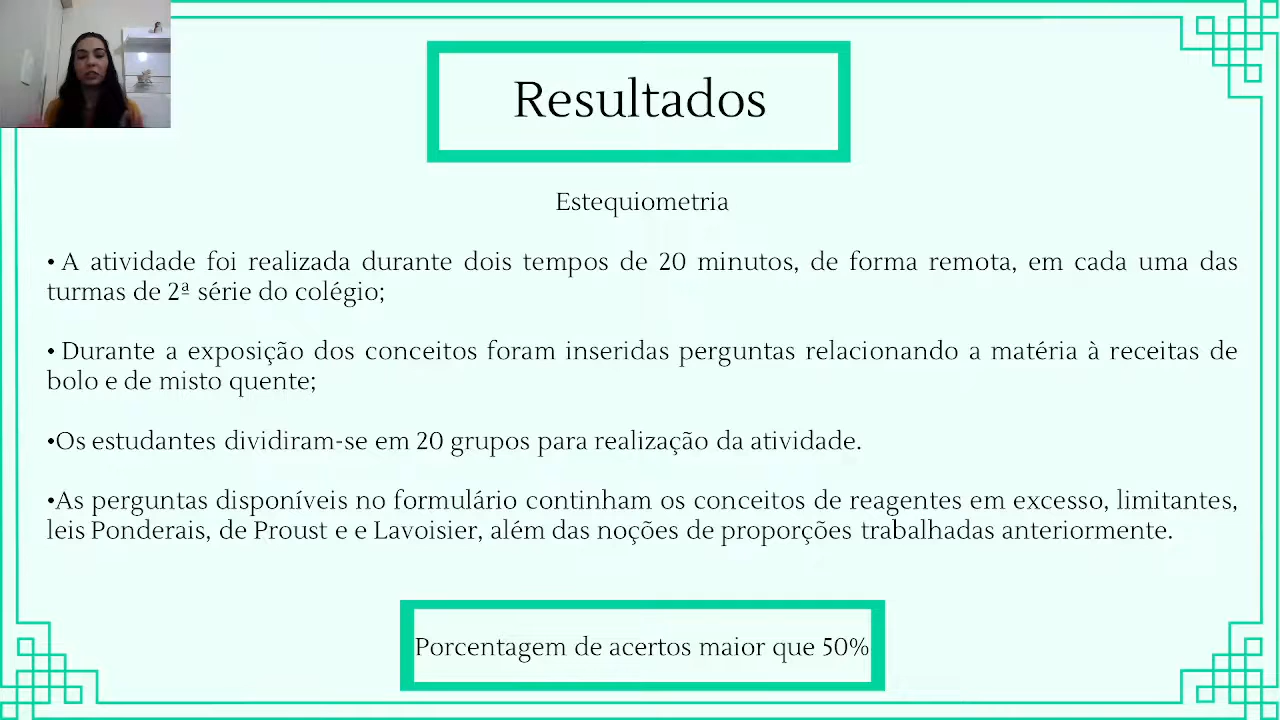 Resultados
Estequiometria
• A atividade foi realizada durante dois tempos de 20 minutos, de forma remota, em cada uma das
turmas de 2ª série do colégio;
• Durante a exposição dos conceitos foram inseridas perguntas relacionando a matéria à receitas de
bolo e de misto quente;
•Os estudantes dividiram-se em 20 grupos para realização da atividade.
•As perguntas disponíveis no formulário continham os conceitos de reagentes em excesso, limitantes,
leis Ponderais, de Proust e e Lavoisier, além das noções de proporções trabalhadas anteriormente.
Porcentagem de acertos maior que 50%